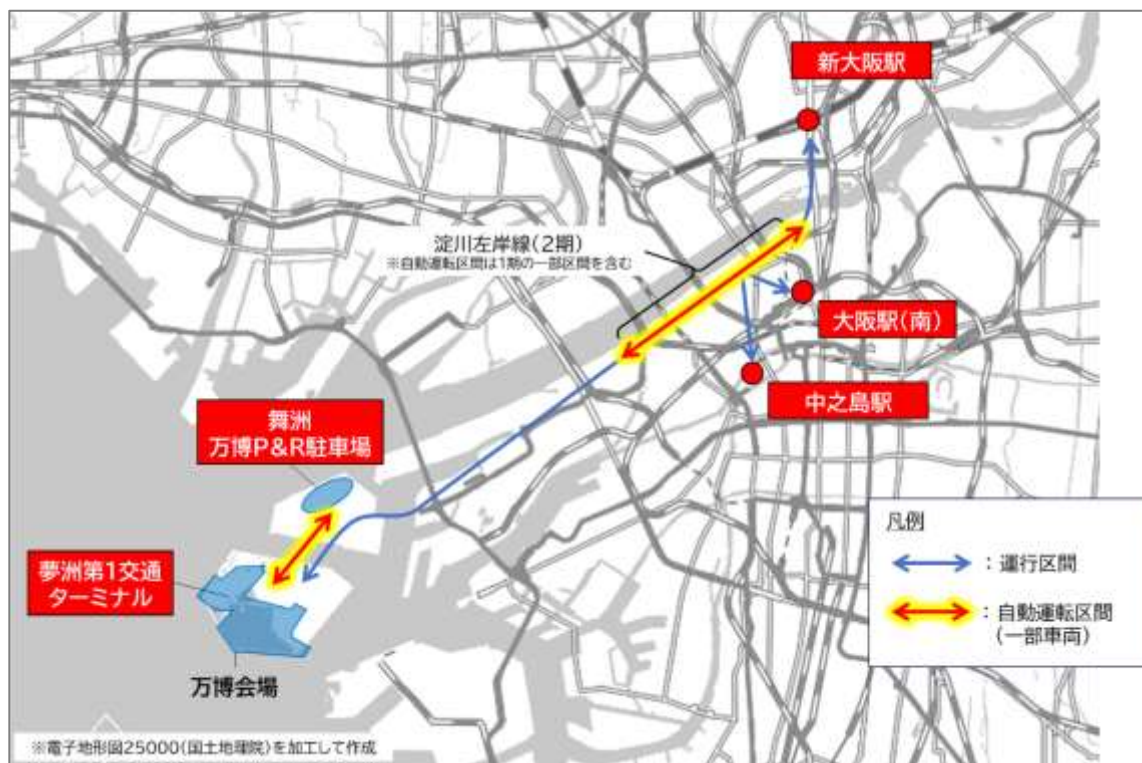 新大阪駅
淀川左岸線(2期)
※自動運転区間は1期の一部区間を含む
大阪駅(南)
中之島駅
舞洲
万博P&R駐車場
夢洲第1交通
ターミナル
万博会場
凡例
:運行区間
:自動運転区間
(一部車両)
※電子地形図25000(国土地理院)を加工して作成